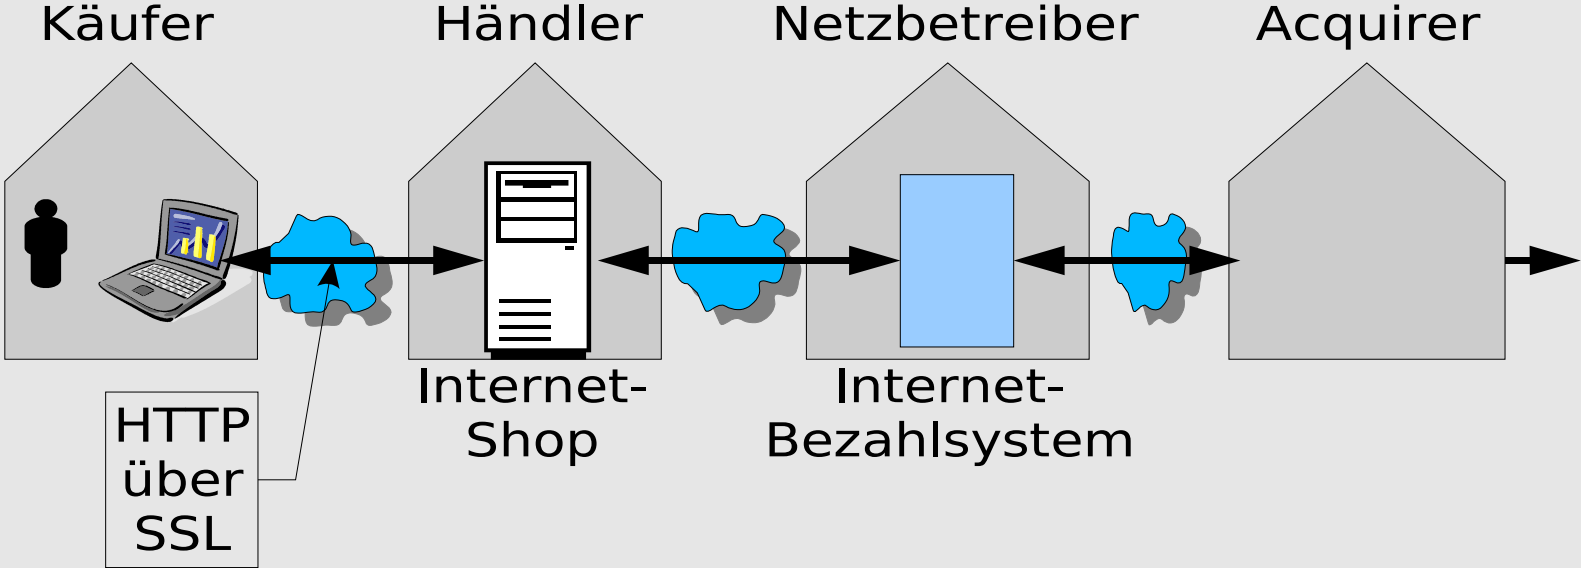 Käufer
Händler
Netzbetreiber
Acquirer
Internet-
Shop
Internet-
Bezahlsystem
HTTP
über
SSL